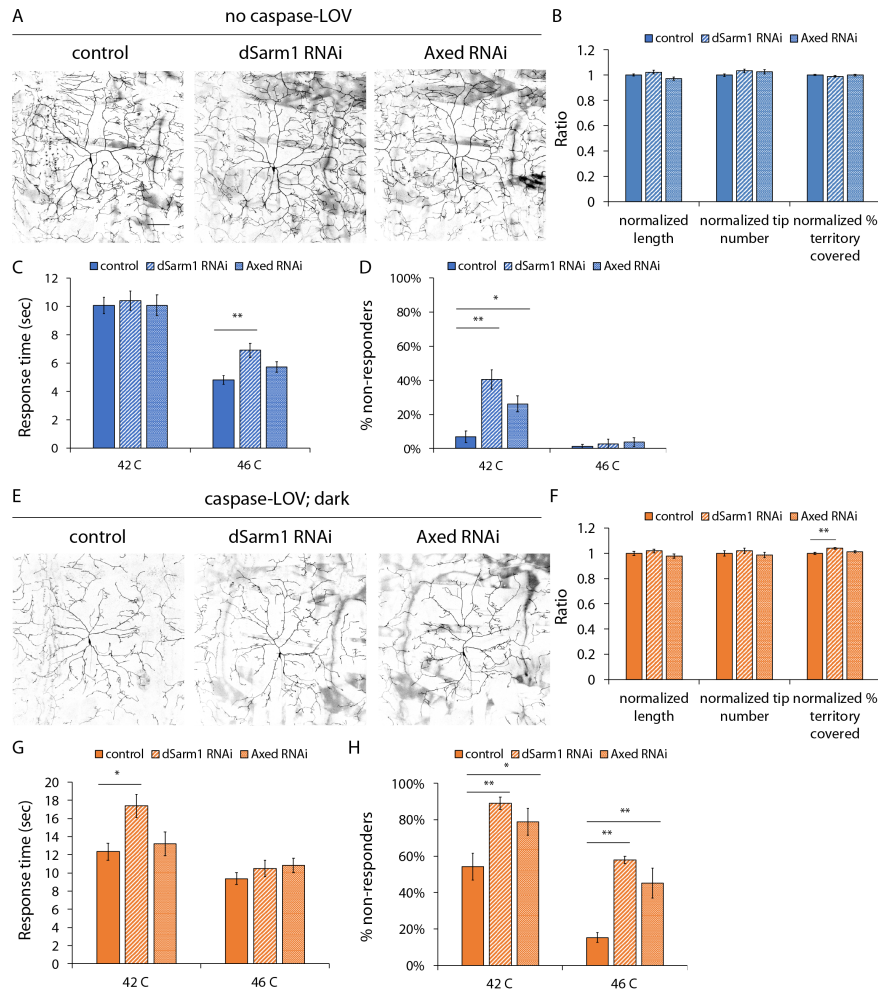 A
no caspase-LOV
control
dSarm1 RNAi
Axed RNAi
B
control dSarm1 RNAi Axed RNAi
1.2
1
0.8
0.6
0.4
0.2
0
Ratio
normalized length
normalized tip number
normalized % territory covered
C
control dSarm1 RNAi Axed RNAi
12
10
8
6
4
2
0
Response time (sec)
**
42 C
46 C
D
control dSarm1 RNAi Axed RNAi
100%
80%
60%
40%
20%
0%
% non-responders
*
**
42 C
46 C
E
caspase-LOV; dark
control
dSarm1 RNAi
Axed RNAi
F
control dSarm1 RNAi Axed RNAi
1.2
1
0.8
0.6
0.4
0.2
0
Ratio
**
normalized length
normalized tip number
normalized % territory covered
G
control dSarm1 RNAi Axed RNAi
20
18
16
14
12
10
8
6
4
2
0
Response time (sec)
*
42 C
46 C
H
control dSarm1 RNAi Axed RNAi
100%
80%
60%
40%
20%
0%
% non-responders
*
**
**
**
42 C
46 C